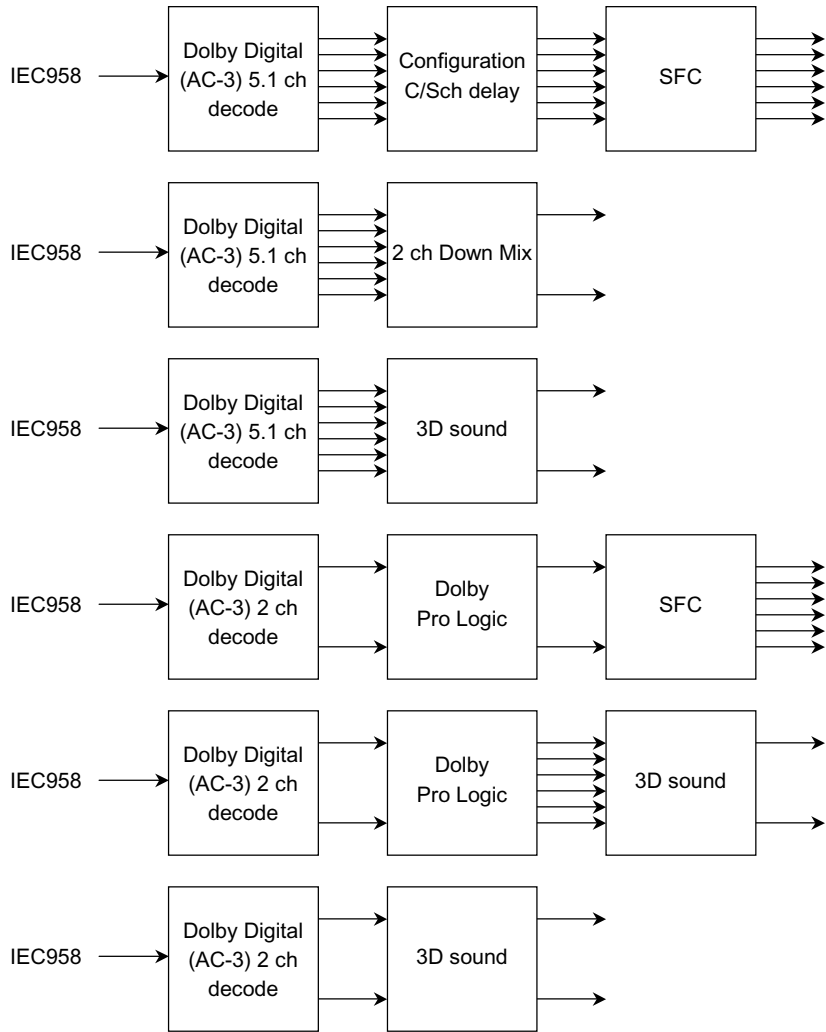 IEC958
Dolby Digital
(AC-3) 5.1 ch
decode
Configuration
C/Sch delay
SFC
IEC958
Dolby Digital
(AC-3) 5.1 ch
decode
2 ch Down Mix
IEC958
Dolby Digital
(AC-3) 5.1 ch
decode
3D sound
IEC958
Dolby Digital
(AC-3) 2 ch
decode
Dolby
Pro Logic
SFC
IEC958
Dolby Digital
(AC-3) 2 ch
decode
Dolby
Pro Logic
3D sound
IEC958
Dolby Digital
(AC-3) 2 ch
decode
3D sound